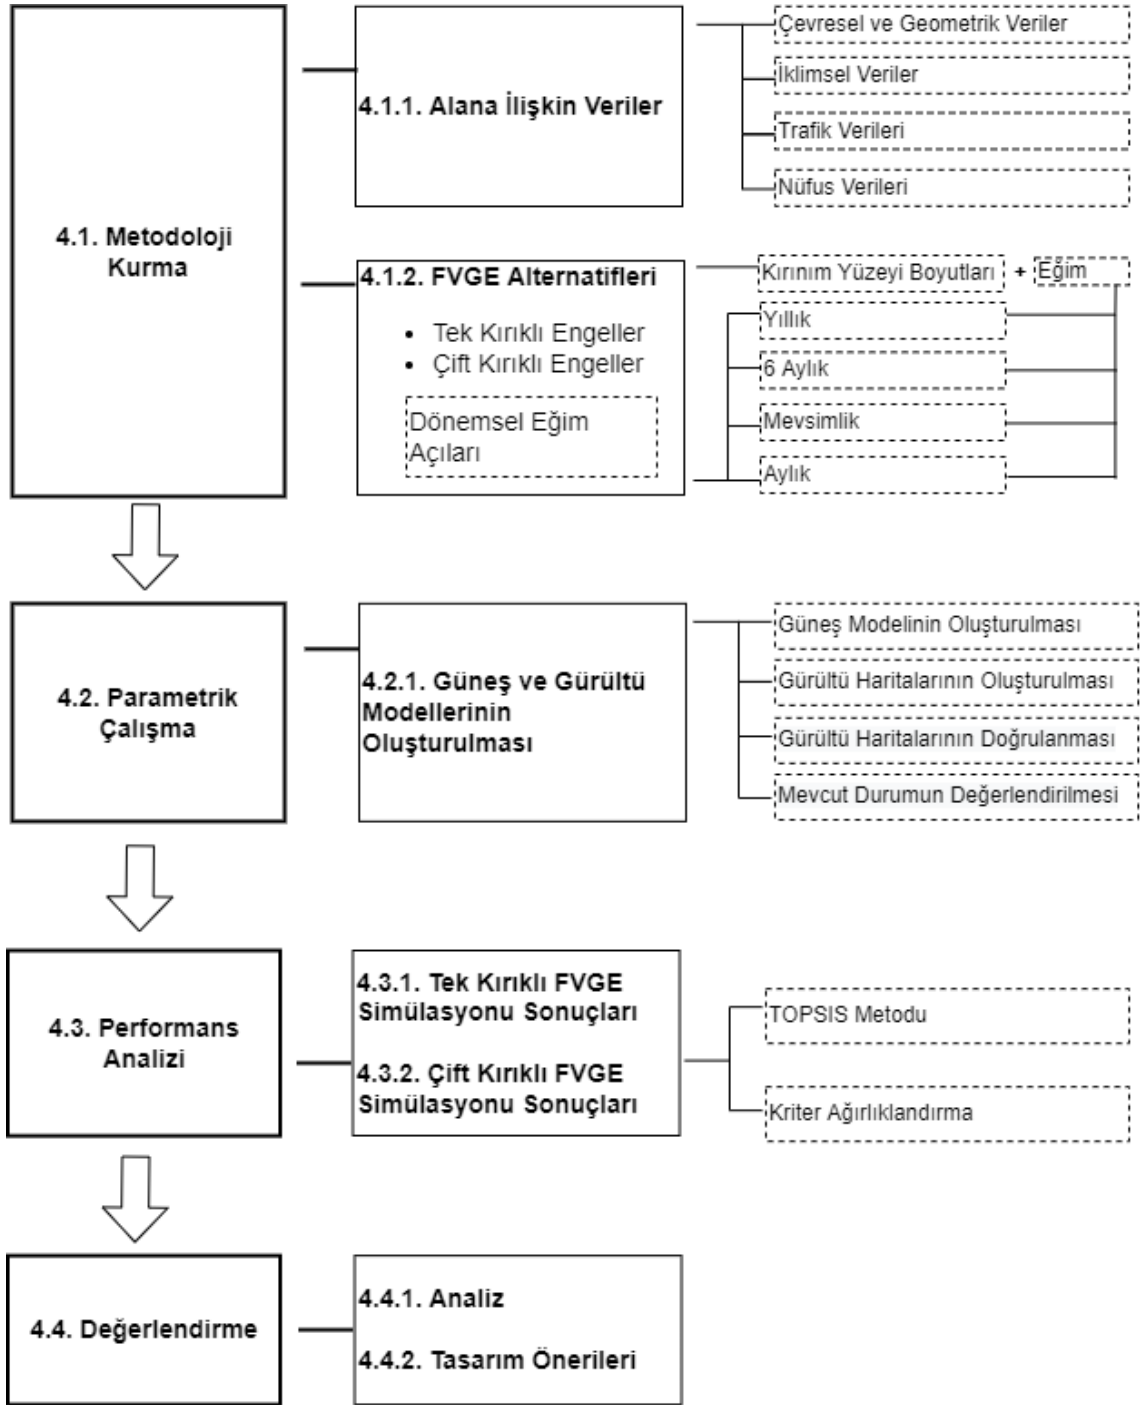 4.1. Metodoloji
Kurma
4.1.1. Alana İlişkin Veriler
Çevresel ve Geometrik Veriler
İklimsel Veriler
Trafik Verileri
Nüfus Verileri
4.1.2. FVGE Alternatifleri
• Tek Kırıklı Engeller
• Çift Kırıklı Engeller
Dönemsel Eğim
Açıları
Kırınım Yüzeyi Boyutları + Eğim
Yıllık
6 Aylık
Mevsimlik
Aylık
4.2. Parametrik
Çalışma
4.2.1. Güneş ve Gürültü
Modellerinin
Oluşturulması
Güneş Modelinin Oluşturulması
Gürültü Haritalarının Oluşturulması
Gürültü Haritalarının Doğrulanması
Mevcut Durumun Değerlendirilmesi
4.3. Performans
Analizi
4.3.1. Tek Kırıklı FVGE
Simülasyonu Sonuçları
4.3.2. Çift Kırıklı FVGE
Simülasyonu Sonuçları
TOPSIS Metodu
Kriter Ağırlıklandırma
4.4. Değerlendirme
4.4.1. Analiz
4.4.2. Tasarım Önerileri